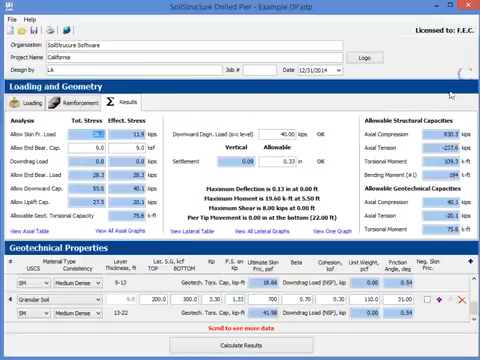 SoilStructure Drilled Pier - Example DP.sdp
File Help
Licensed to: F.E.C.
Organization SoilStrucure Software
Project Name California Logo
Design by LA Job # Date 12/31/2014
Loading and Geometry
Loading Reinforcement Σ Results
Analysis Tot. Stress Effect. Stress
Allow Skin Fr. Load 26.2 11.9 kips
Allow End Bear. Cap. 9.0 9.0 ksf
Downdrag Load 0.0 0.0 kips
Allow End Bear. Cap. 28.3 28.3 kips
Allow Downward Cap. 55.0 40.1 kips
Allow Uplift Cap. 27.5 20.1 kips
Allowable Geot. Torsional Capacity 75.6 k-ft
View Axial Table View All Axial Graphs
Downward Dsgn. Load (svc level) 40.00 kips OK
Vertical Allowable
Settlement 0.09 0.33 in OK
Maximum Deflection is 0.13 in at 0.00 ft
Maximum Moment is 19.60 k-ft at 5.50 ft
Maximum Shear is 8.00 kips at 0.00 ft
Pier Tip Movement is 0.00 in at the bottom (22.00 ft)
View Lateral Table View All Lateral Graphs View One Graph
Allowable Structural Capacities
Axial Compression 830.3 kips
Axial Tension -237.6 kips
Torsional Moment 109.3 k-ft
Bending Moment (#1) 194 k-ft
Allowable Geotechnical Capacities
Axial Compression 40.1 kips
Axial Tension -20.1 kips
Torsional Moment 75.6 k-ft
Geotechnical Properties
# Material Type USCS Consistency Layer Thickness, ft Lat. S.G, kcf TOP BOTTOM Kp F.S. on Kp Ultimate Skin Fric, psf Beta Cohesion, ksf Unit Weight, pcf Friction Angle, deg Neg. Skin Fric.
SM Medium Dense 9-13 Geotech. Tors. Cap, kip-ft 18.66 Downdrag Load (NSF), kip 0.00 0.54
4 Granular Soil 9.0 200.0 300.0 3.30 1.33 700 0.70 0.30 110.0 31.00
SM Medium Dense 13-22 Geotech. Tors. Cap, kip-ft 41.98 Downdrag Load (NSF), kip 0.00 0.54
Scroll to see more data
Calculate Results